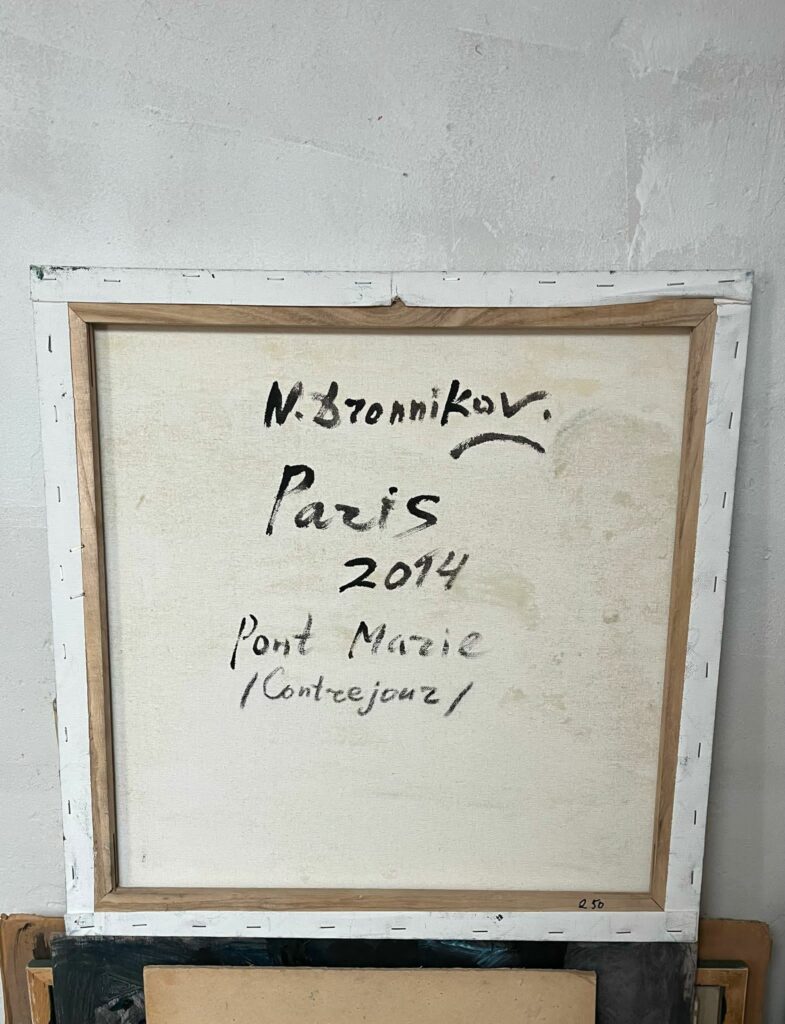 N. Bronnikov.
Paris
2014
Pont Marie
/Contrejour/
250